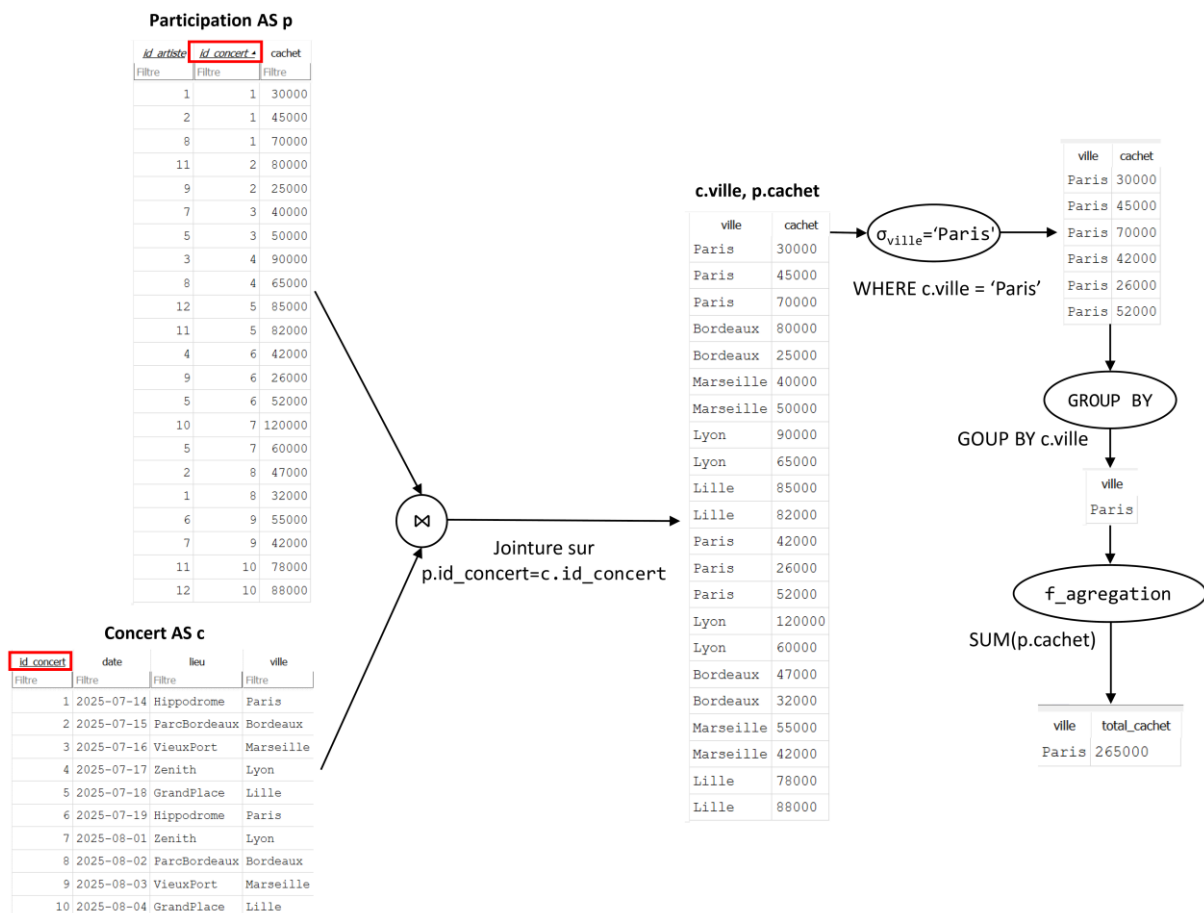 Participation AS p
id_artiste id_concert cachet
Filtre Filtre Filtre
1 1 30000
2 1 45000
8 1 70000
11 2 80000
9 2 25000
7 3 40000
5 3 50000
3 4 90000
8 4 65000
12 5 85000
11 5 82000
4 6 42000
9 6 26000
5 6 52000
10 7 120000
5 7 60000
2 8 47000
1 8 32000
6 9 55000
7 9 42000
11 10 78000
12 10 88000
Concert AS c
id_concert date lieu ville
Filtre Filtre Filtre Filtre
1 2025-07-14 Hippodrome Paris
2 2025-07-15 ParcBordeaux Bordeaux
3 2025-07-16 VieuxPort Marseille
4 2025-07-17 Zenith Lyon
5 2025-07-18 GrandPlace Lille
6 2025-07-19 Hippodrome Paris
7 2025-08-01 Zenith Lyon
8 2025-08-02 ParcBordeaux Bordeaux
9 2025-08-03 VieuxPort Marseille
10 2025-08-04 GrandPlace Lille
⋈
Jointure sur
p.id_concert=c.id_concert
c.ville, p.cachet
ville cachet
Paris 30000
Paris 45000
Paris 70000
Bordeaux 80000
Bordeaux 25000
Marseille 40000
Marseille 50000
Lyon 90000
Lyon 65000
Lille 85000
Lille 82000
Paris 42000
Paris 26000
Paris 52000
Lyon 120000
Lyon 60000
Bordeaux 47000
Bordeaux 32000
Marseille 55000
Marseille 42000
Lille 78000
Lille 88000
σville=‘Paris'
WHERE c.ville = ‘Paris’
ville cachet
Paris 30000
Paris 45000
Paris 70000
Paris 42000
Paris 26000
Paris 52000
GROUP BY
GOUP BY c.ville
ville
Paris
f_agregation
SUM(p.cachet)
ville total_cachet
Paris 265000